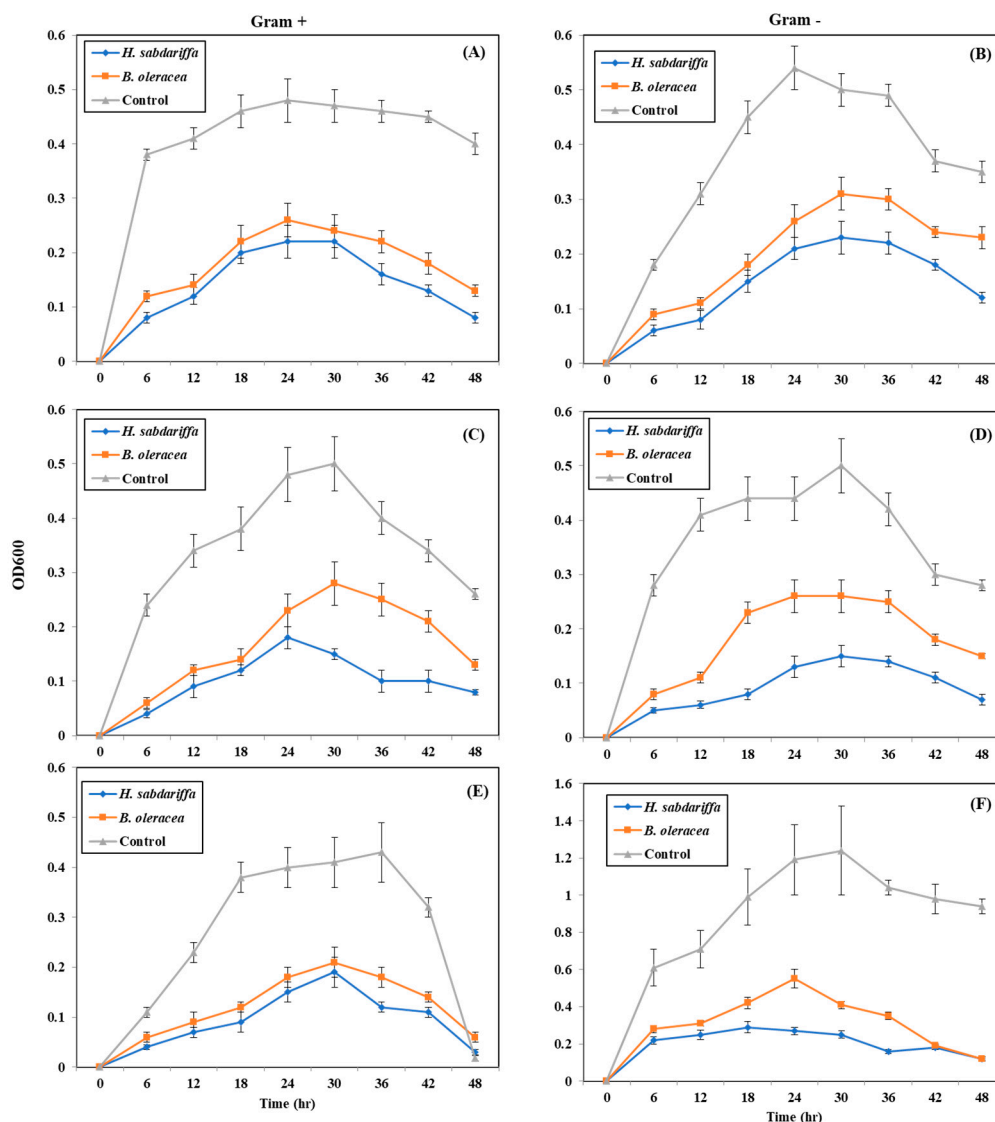 Gram +
Gram -
H. sabdariffa
B. oleracea
Control
(A)
0.6
0.5
0.4
0.3
0.2
0.1
0
0 6 12 18 24 30 36 42 48
H. sabdariffa
B. oleracea
Control
(B)
0.6
0.5
0.4
0.3
0.2
0.1
0
0 6 12 18 24 30 36 42 48
OD600
H. sabdariffa
B. oleracea
Control
(C)
0.6
0.5
0.4
0.3
0.2
0.1
0
0 6 12 18 24 30 36 42 48
H. sabdariffa
B. oleracea
Control
(D)
0.6
0.5
0.4
0.3
0.2
0.1
0
0 6 12 18 24 30 36 42 48
H. sabdariffa
B. oleracea
Control
(E)
0.6
0.5
0.4
0.3
0.2
0.1
0
0 6 12 18 24 30 36 42 48
Time (hr)
H. sabdariffa
B. oleracea
Control
(F)
1.6
1.4
1.2
1
0.8
0.6
0.4
0.2
0
0 6 12 18 24 30 36 42 48
Time (hr)